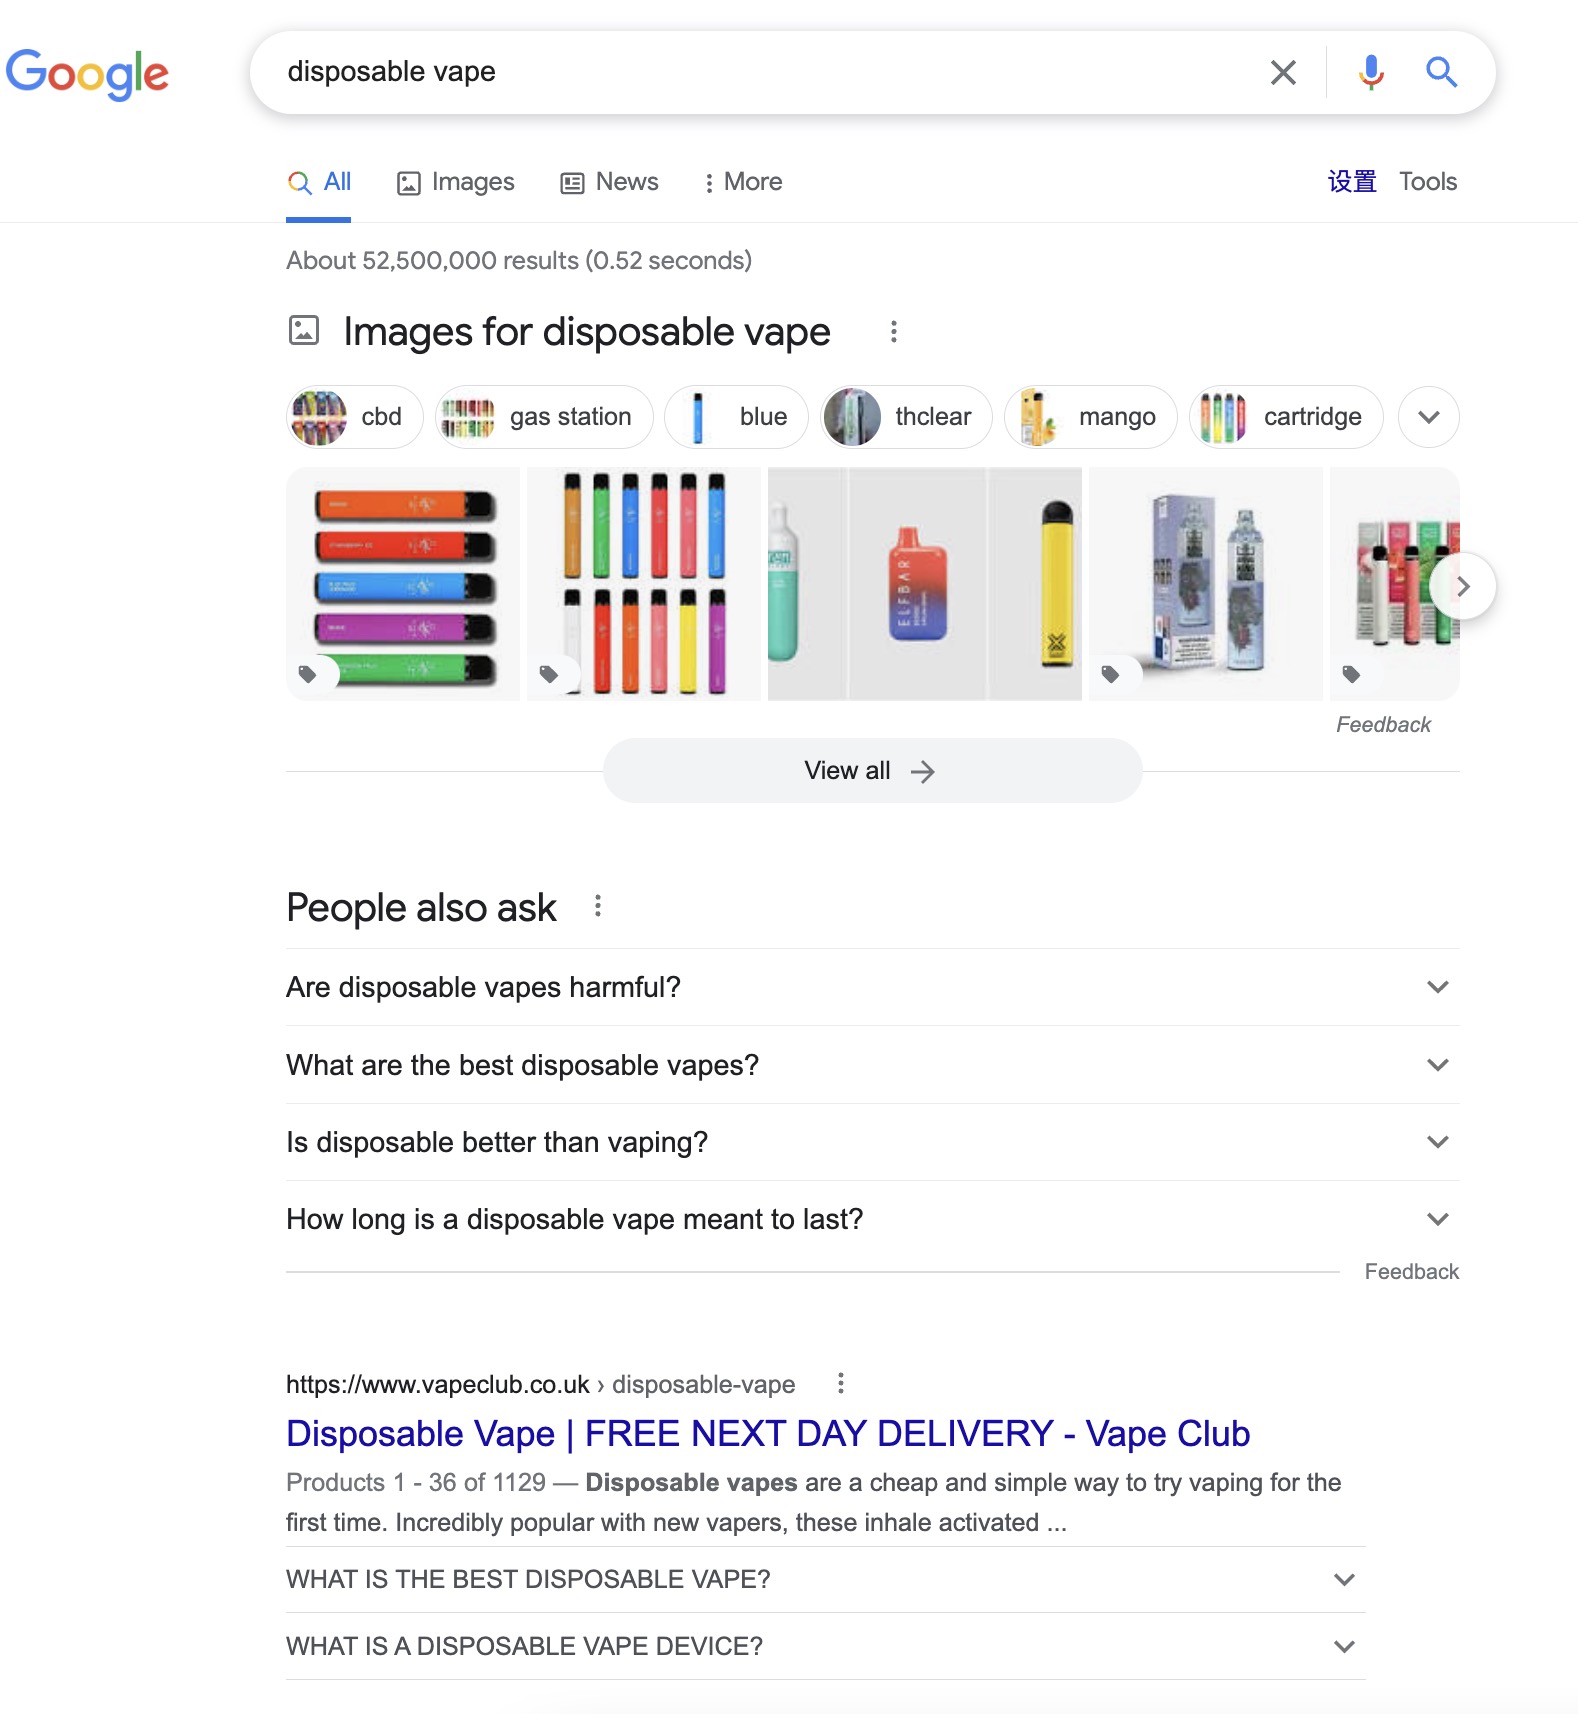 Google
disposable vape
All
Images
News
More
设置
Tools
About 52,500,000 results (0.52 seconds)
Images for disposable vape
cbd
gas station
blue
thclear
mango
cartridge
ELFBAR
Feedback
View all
People also ask
Are disposable vapes harmful?
What are the best disposable vapes?
Is disposable better than vaping?
How long is a disposable vape meant to last?
Feedback
https://www.vapeclub.co.uk › disposable-vape
Disposable Vape | FREE NEXT DAY DELIVERY - Vape Club
Products 1 - 36 of 1129 — Disposable vapes are a cheap and simple way to try vaping for the
first time. Incredibly popular with new vapers, these inhale activated ...
WHAT IS THE BEST DISPOSABLE VAPE?
WHAT IS A DISPOSABLE VAPE DEVICE?